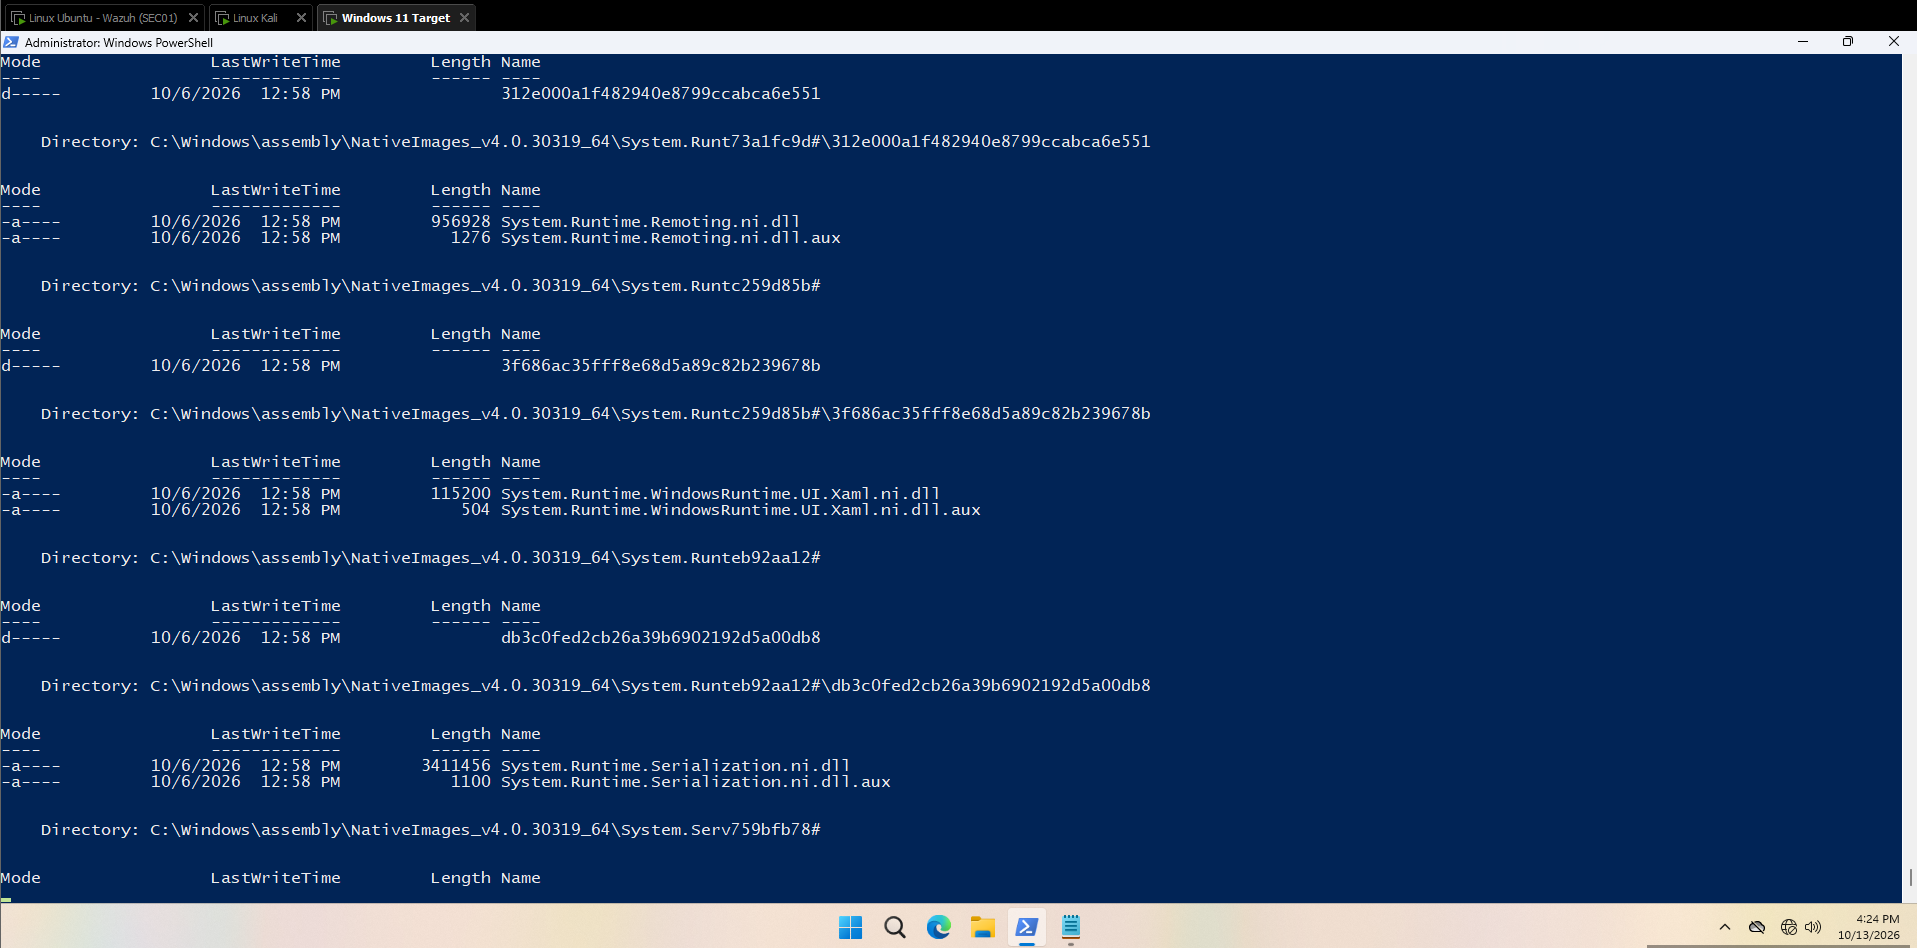 Linux Ubuntu - Wazuh (SEC01) Linux Kali Windows 11 Target
Administrator: Windows PowerShell
Mode LastWriteTime Length Name
---- ------------- ------ ----
d----- 10/6/2026 12:58 PM 312e000a1f482940e8799ccabca6e551
Directory: C:\Windows\assembly\NativeImages_v4.0.30319_64\System.Runt73a1fc9d#\312e000a1f482940e8799ccabca6e551
Mode LastWriteTime Length Name
---- ------------- ------ ----
-a---- 10/6/2026 12:58 PM 956928 System.Runtime.Remoting.ni.dll
-a---- 10/6/2026 12:58 PM 1276 System.Runtime.Remoting.ni.dll.aux
Directory: C:\Windows\assembly\NativeImages_v4.0.30319_64\System.Runtc259d85b#
Mode LastWriteTime Length Name
---- ------------- ------ ----
d----- 10/6/2026 12:58 PM 3f686ac35fff8e68d5a89c82b239678b
Directory: C:\Windows\assembly\NativeImages_v4.0.30319_64\System.Runtc259d85b#\3f686ac35fff8e68d5a89c82b239678b
Mode LastWriteTime Length Name
---- ------------- ------ ----
-a---- 10/6/2026 12:58 PM 115200 System.Runtime.WindowsRuntime.UI.Xaml.ni.dll
-a---- 10/6/2026 12:58 PM 504 System.Runtime.WindowsRuntime.UI.Xaml.ni.dll.aux
Directory: C:\Windows\assembly\NativeImages_v4.0.30319_64\System.Runteb92aa12#
Mode LastWriteTime Length Name
---- ------------- ------ ----
d----- 10/6/2026 12:58 PM db3c0fed2cb26a39b6902192d5a00db8
Directory: C:\Windows\assembly\NativeImages_v4.0.30319_64\System.Runteb92aa12#\db3c0fed2cb26a39b6902192d5a00db8
Mode LastWriteTime Length Name
---- ------------- ------ ----
-a---- 10/6/2026 12:58 PM 3411456 System.Runtime.Serialization.ni.dll
-a---- 10/6/2026 12:58 PM 1100 System.Runtime.Serialization.ni.dll.aux
Directory: C:\Windows\assembly\NativeImages_v4.0.30319_64\System.Serv759bfb78#
Mode LastWriteTime Length Name
4:24 PM
10/13/2026